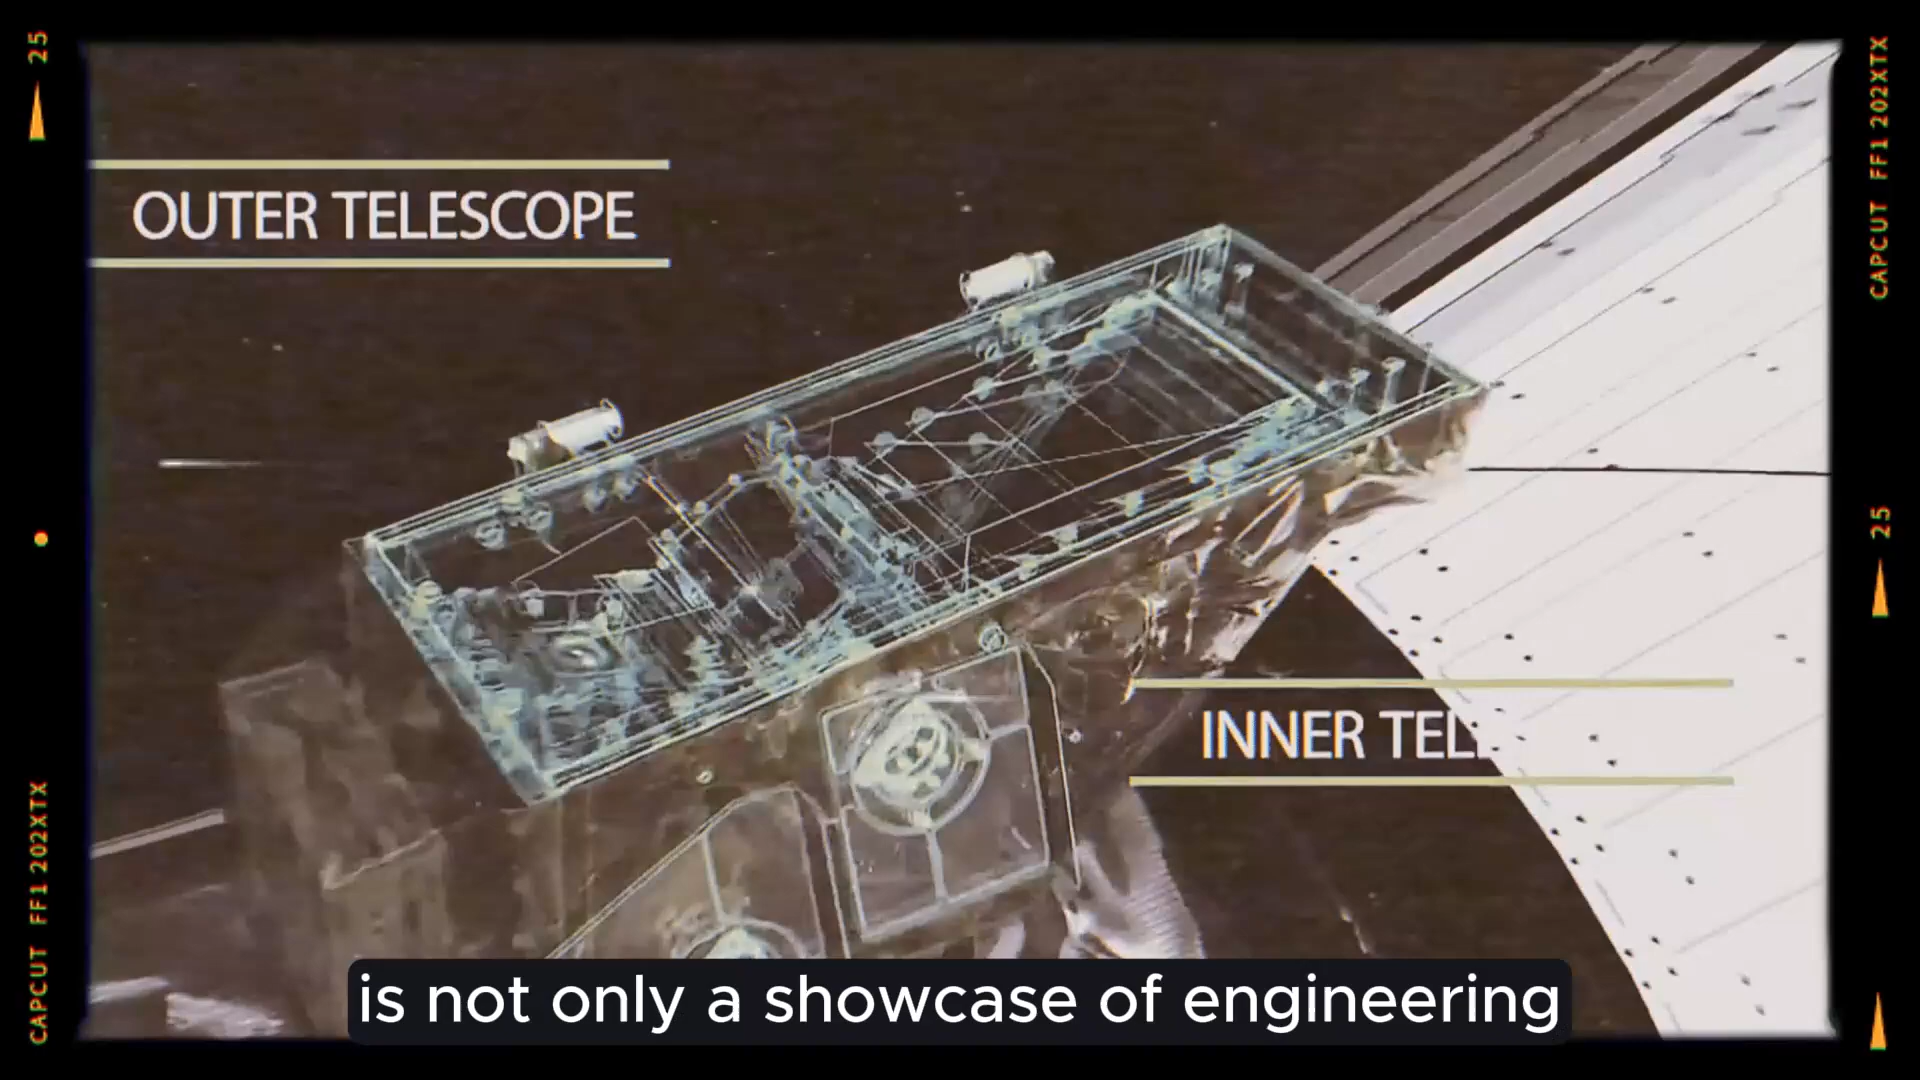 25
CAPCUT FF1 202XTX
OUTER TELESCOPE
INNER TEL
25
CAPCUT FF1 202XTX
is not only a showcase of engineering